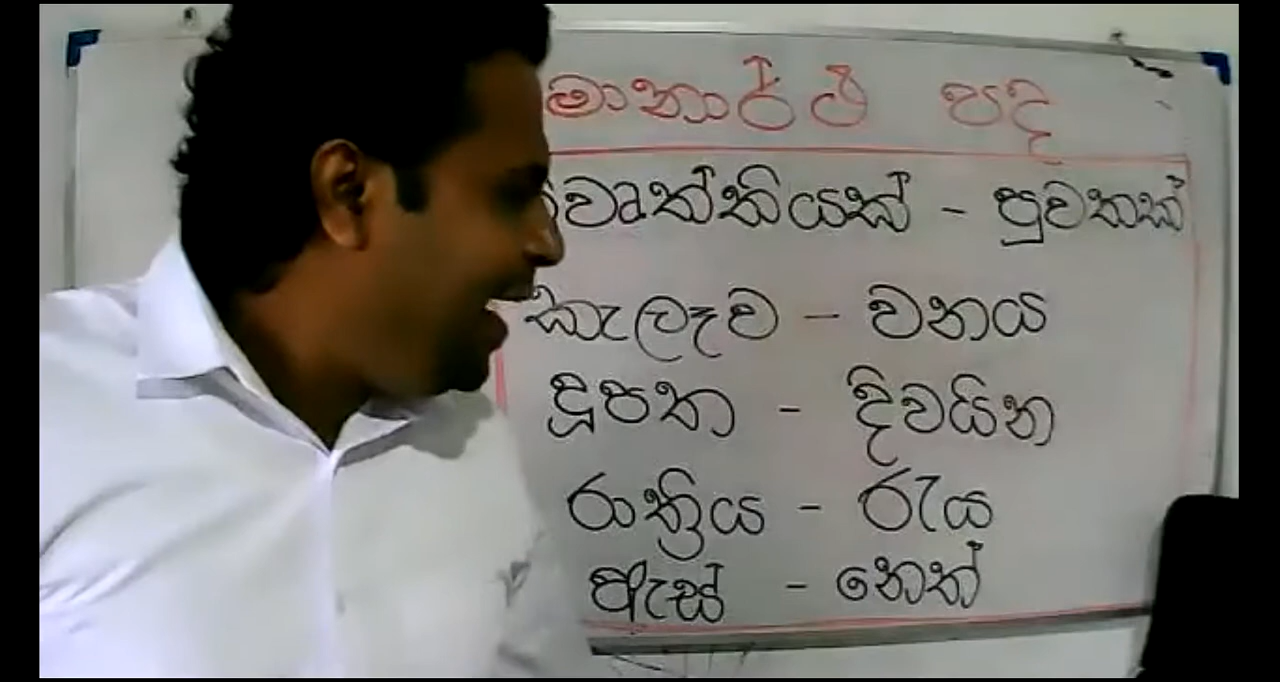 මානාර්ථ පද
වෘත්තියක් - පුවතක්
කැලෑව - වනය
දූපත - දිවයින
රාත්‍රිය - රැය
ඇස් - නෙත්